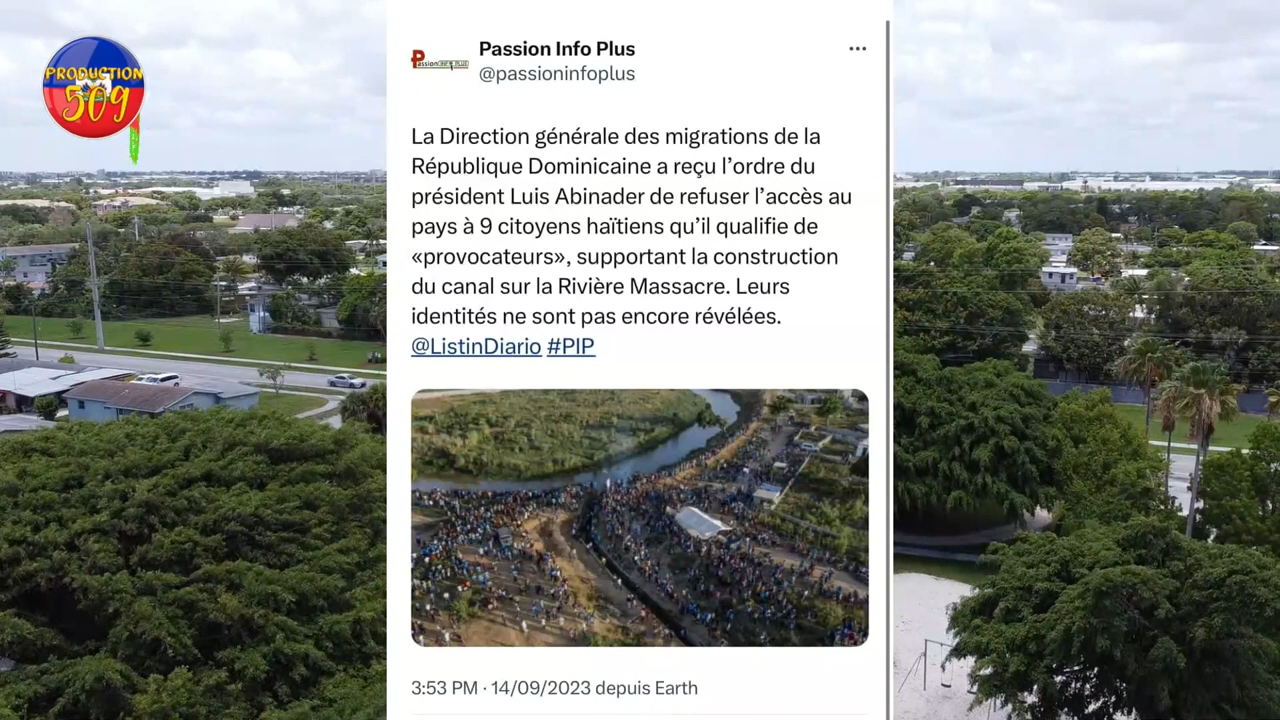 PRODUCTION
509
Passion Info Plus
Passion INFO PLUS
@passioninfoplus
La Direction générale des migrations de la
République Dominicaine a reçu l’ordre du
président Luis Abinader de refuser l’accès au
pays à 9 citoyens haïtiens qu’il qualifie de
«provocateurs», supportant la construction
du canal sur la Rivière Massacre. Leurs
identités ne sont pas encore révélées.
@ListinDiario #PIP
3:53 PM · 14/09/2023 depuis Earth